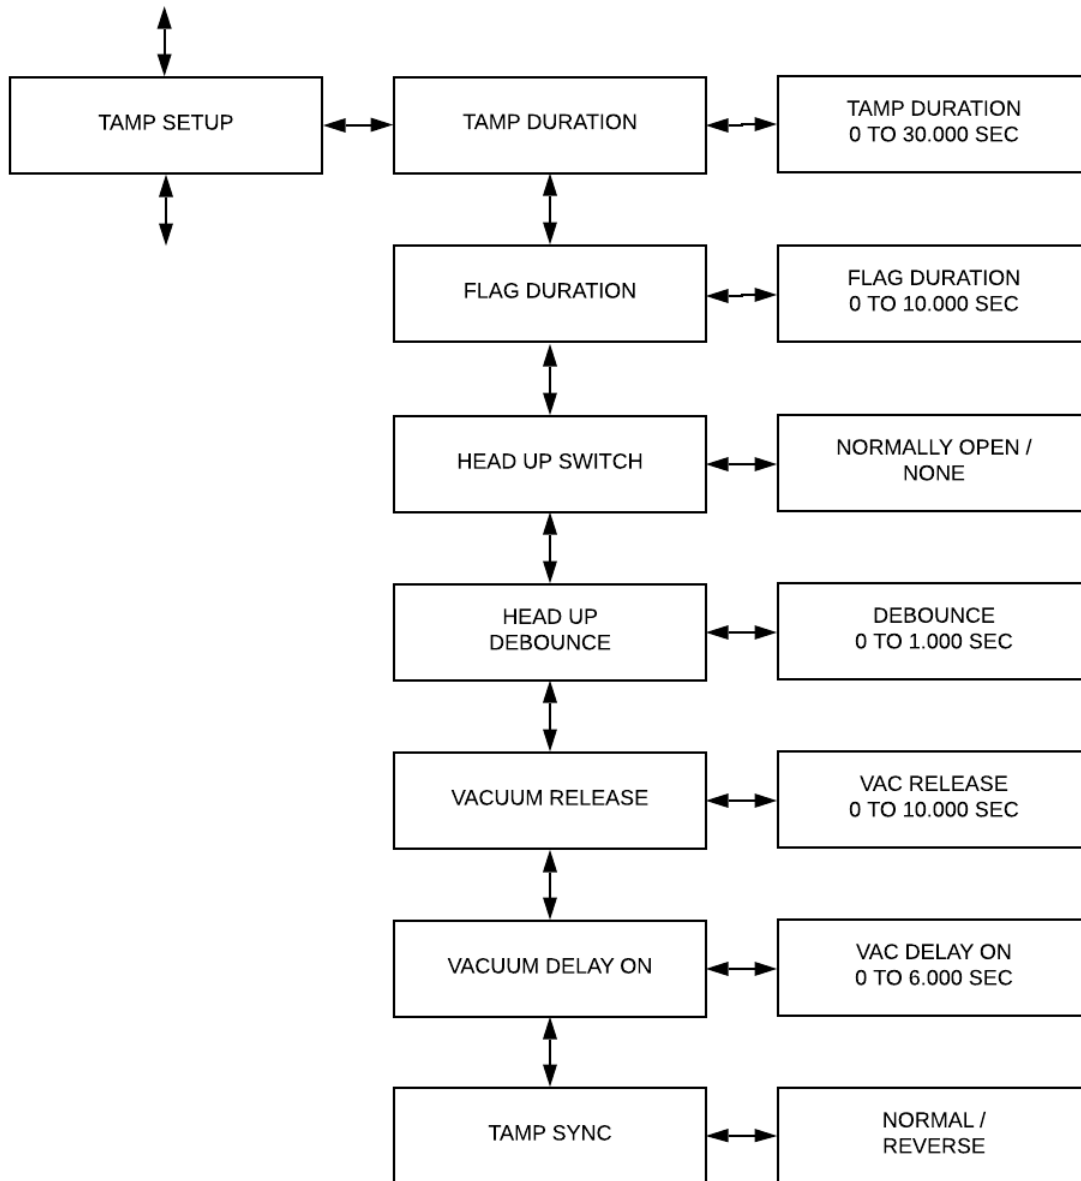 TAMP SETUP
TAMP DURATION
TAMP DURATION
0 TO 30.000 SEC
FLAG DURATION
FLAG DURATION
0 TO 10.000 SEC
HEAD UP SWITCH
NORMALLY OPEN /
NONE
HEAD UP
DEBOUNCE
DEBOUNCE
0 TO 1.000 SEC
VACUUM RELEASE
VAC RELEASE
0 TO 10.000 SEC
VACUUM DELAY ON
VAC DELAY ON
0 TO 6.000 SEC
TAMP SYNC
NORMAL /
REVERSE